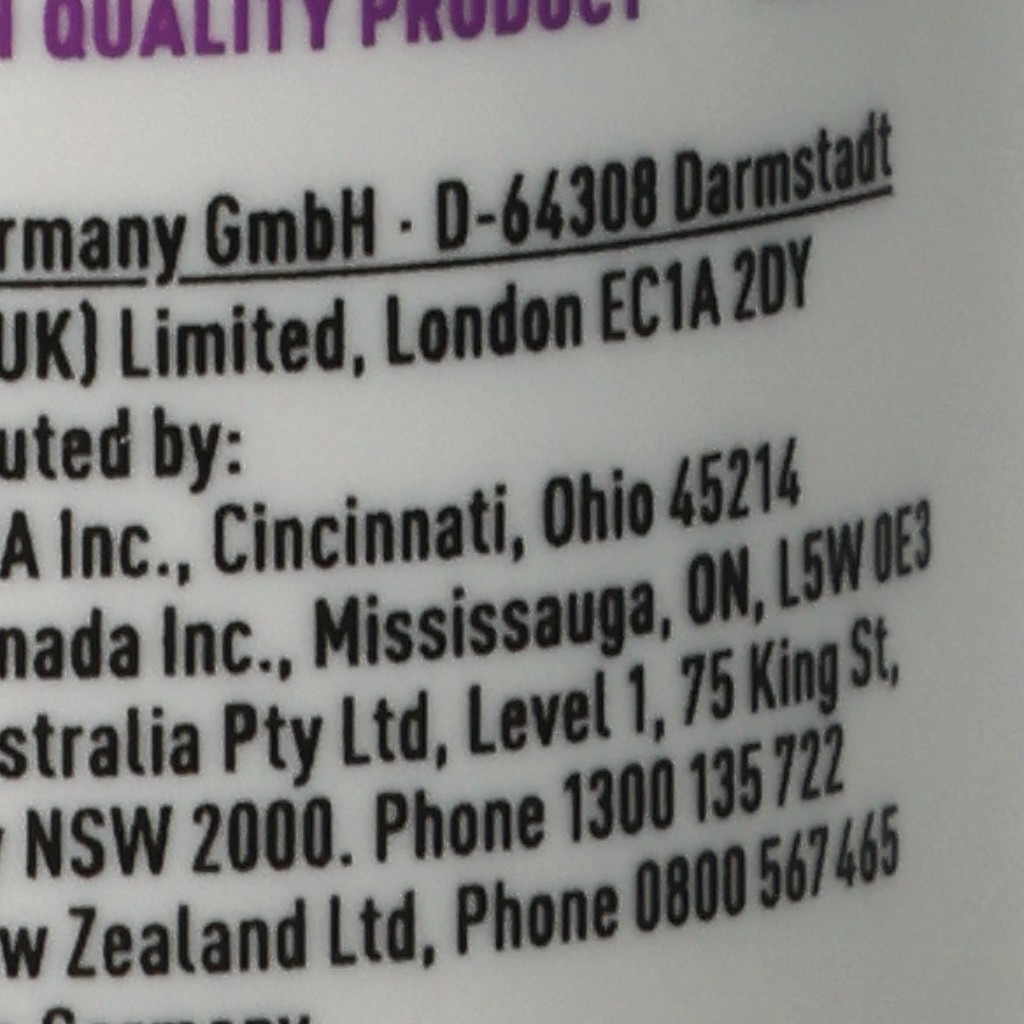 QUALITY PRODUCT
rmany GmbH · D-64308 Darmstadt
UK) Limited, London EC1A 2DY
uted by:
A Inc., Cincinnati, Ohio 45214
nada Inc., Mississauga, ON, L5W 0E3
stralia Pty Ltd, Level 1, 75 King St,
NSW 2000. Phone 1300 135 722
w Zealand Ltd, Phone 0800 567 465
Germany